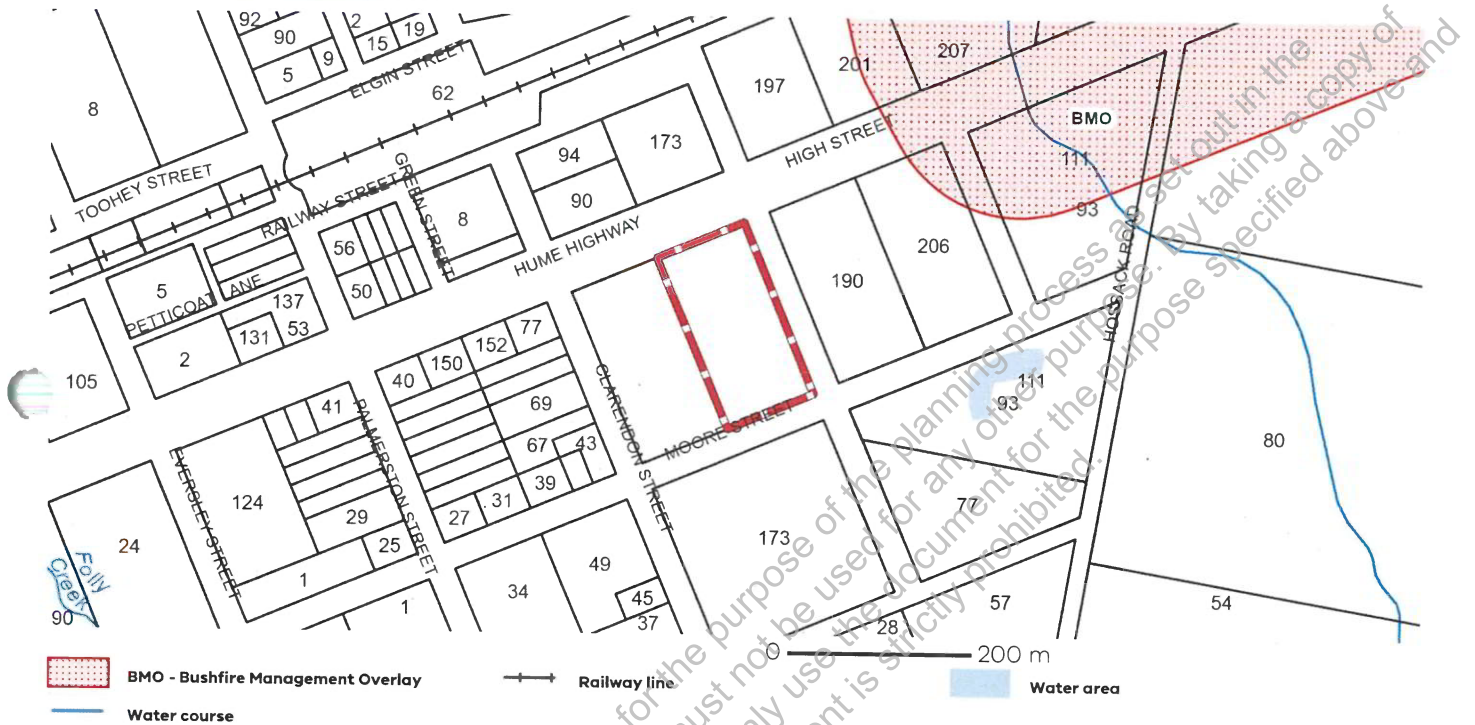 92
90
5
9
2
15
19
ELGIN STREET
62
8
TOOHEY STREET
RAILWAY STREET
GREEN STREET
94
173
90
8
197
HIGH STREET
201
207
BMO
111
93
HUME HIGHWAY
56
50
5
PETTICOAT LANE
137
131
53
2
105
190
206
HOSSACK ROAD
77
152
150
40
69
67
43
39
31
27
CLARENDON STREET
MOORE STREET
41
PALMERSTON STREET
EVERSLEY STREET
124
29
25
1
1
24
Folly
Creek
90
34
49
45
37
173
111
93
77
80
57
28
54
0 200 m
BMO - Bushfire Management Overlay
Railway line
Water area
Water course
for the purpose of the planning process as set out in the
must not be used for any other purpose. By taking a copy of
only use the document for the purpose specified above and
is strictly prohibited.